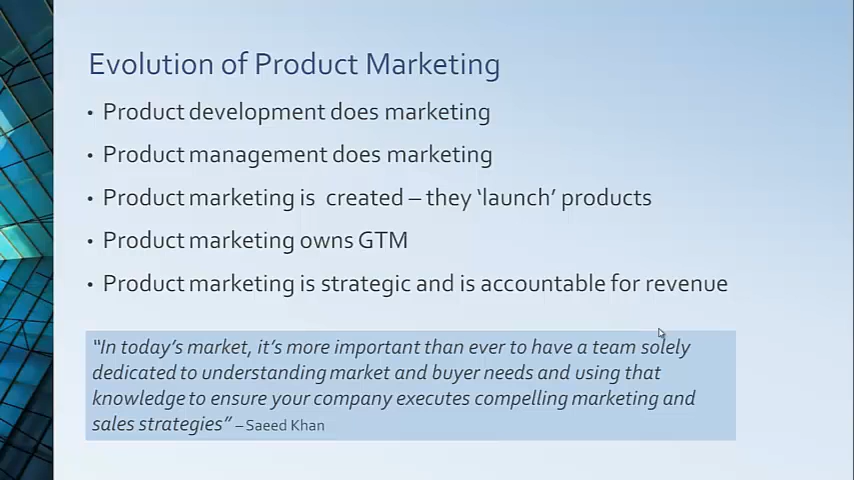 Evolution of Product Marketing
• Product development does marketing
• Product management does marketing
• Product marketing is created – they ‘launch’ products
• Product marketing owns GTM
• Product marketing is strategic and is accountable for revenue
“In today’s market, it’s more important than ever to have a team solely
dedicated to understanding market and buyer needs and using that
knowledge to ensure your company executes compelling marketing and
sales strategies” – Saeed Khan